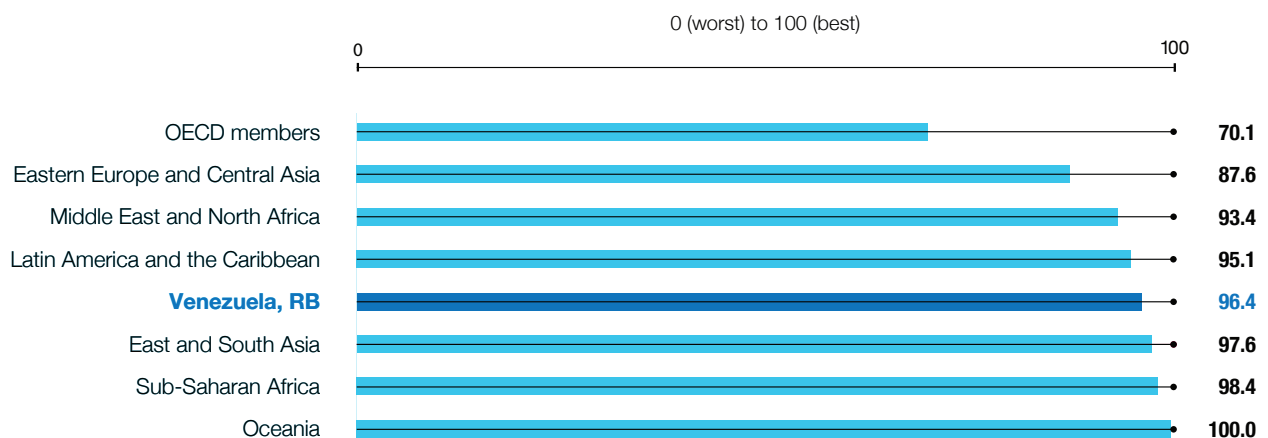 0 (worst) to 100 (best)
0 100
OECD members 70.1
Eastern Europe and Central Asia 87.6
Middle East and North Africa 93.4
Latin America and the Caribbean 95.1
Venezuela, RB 96.4
East and South Asia 97.6
Sub-Saharan Africa 98.4
Oceania 100.0